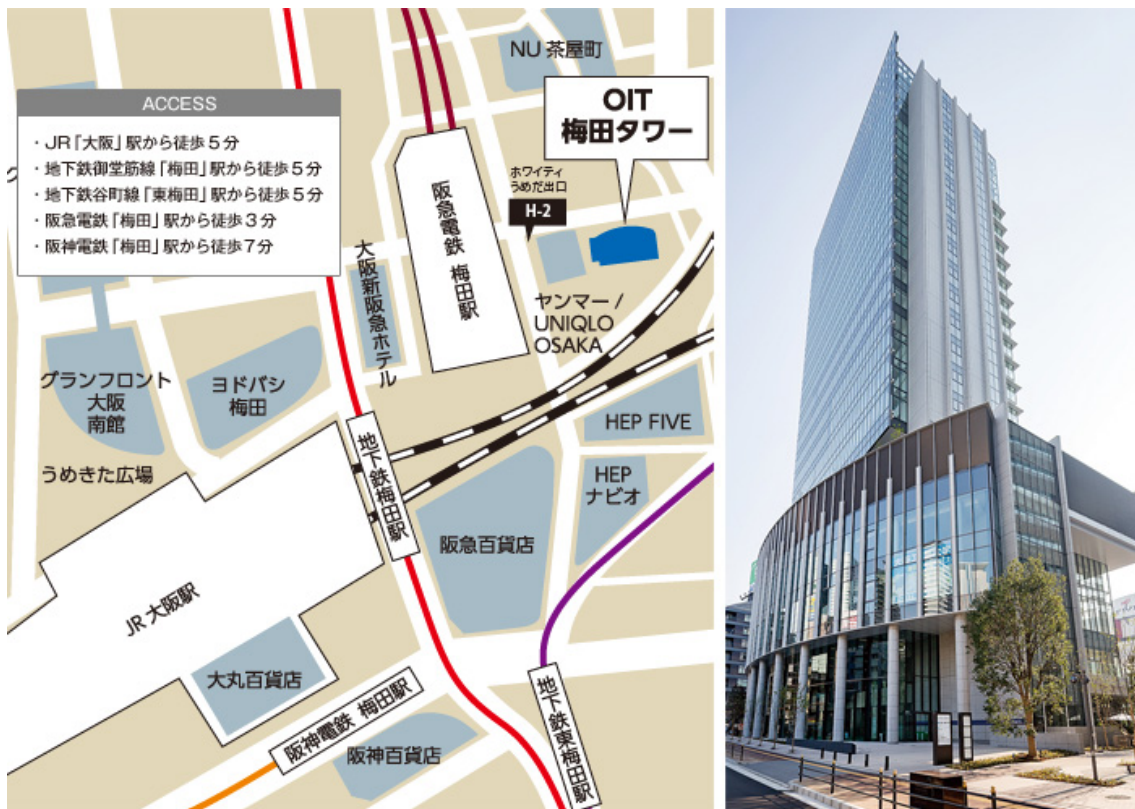 ACCESS
・JR「大阪」駅から徒歩5分
・地下鉄御堂筋線「梅田」駅から徒歩5分
・地下鉄谷町線「東梅田」駅から徒歩5分
・阪急電鉄「梅田」駅から徒歩3分
・阪神電鉄「梅田」駅から徒歩7分
NU 茶屋町
OIT
梅田タワー
ホワイティ
うめだ出口
H-2
阪急電鉄 梅田駅
大阪新阪急ホテル
ヤンマー /
UNIQLO
OSAKA
グランフロント
大阪
南館
ヨドバシ
梅田
うめきた広場
HEP FIVE
HEP
ナビオ
地下鉄梅田駅
阪急百貨店
JR 大阪駅
大丸百貨店
阪神電鉄 梅田駅
阪神百貨店
地下鉄東梅田駅